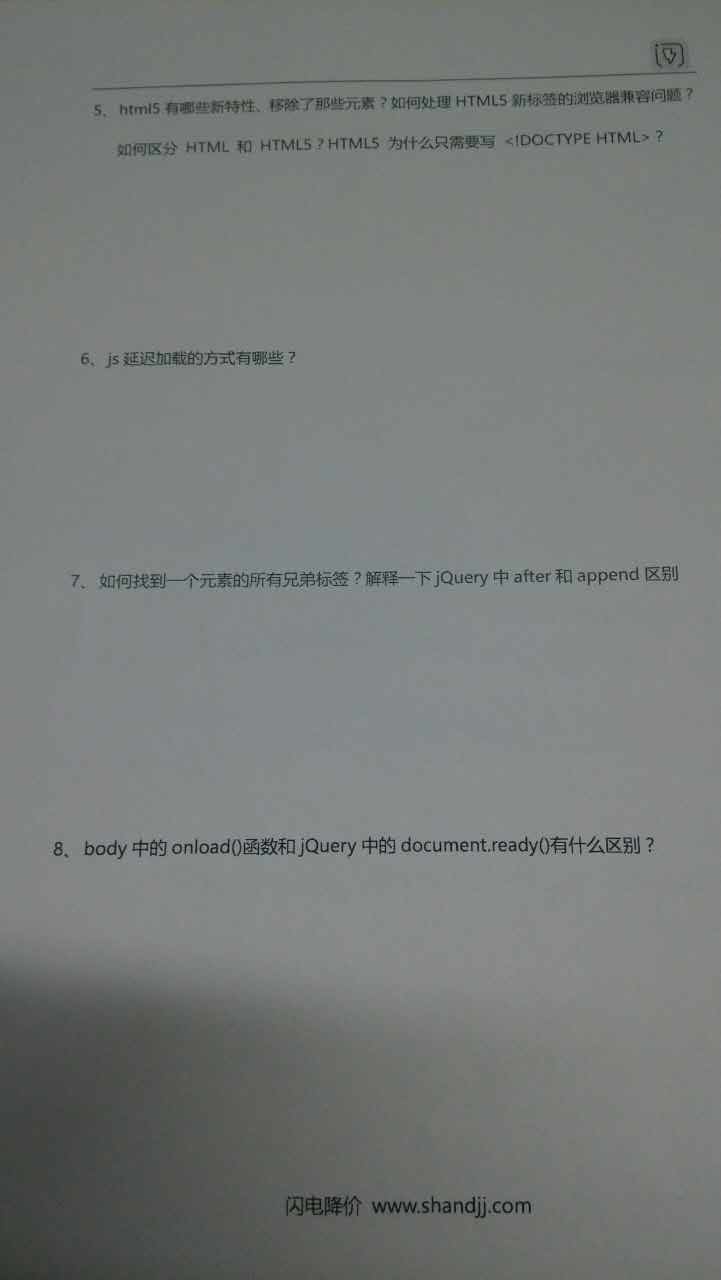 5、html5 有哪些新特性、移除了那些元素？如何处理 HTML5 新标签的浏览器兼容问题？
如何区分 HTML 和 HTML5？HTML5 为什么只需要写 <!DOCTYPE HTML>？
6、js 延迟加载的方式有哪些？
7、如何找到一个元素的所有兄弟标签？解释一下 jQuery 中 after 和 append 区别
8、body 中的 onload()函数和 jQuery 中的 document.ready()有什么区别？
闪电降价 www.shandjj.com